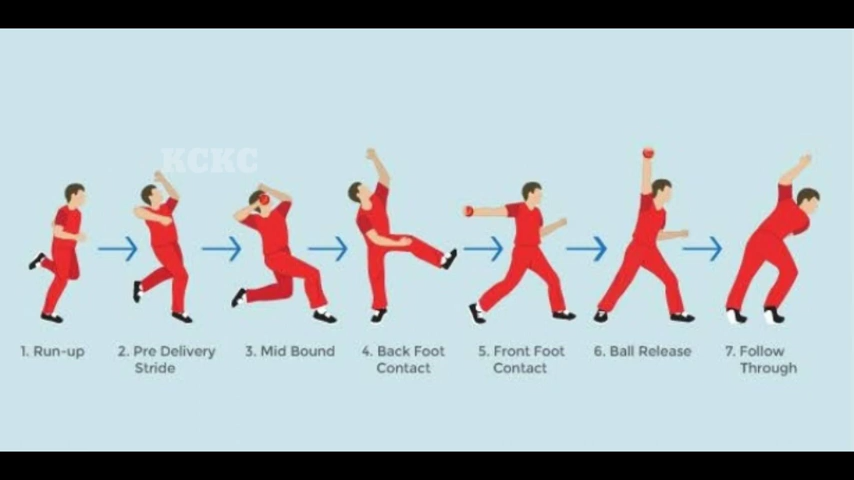 KCKC
1. Run-up
2. Pre Delivery
Stride
3. Mid Bound
4. Back Foot
Contact
5. Front Foot
Contact
6. Ball Release
7. Follow
Through